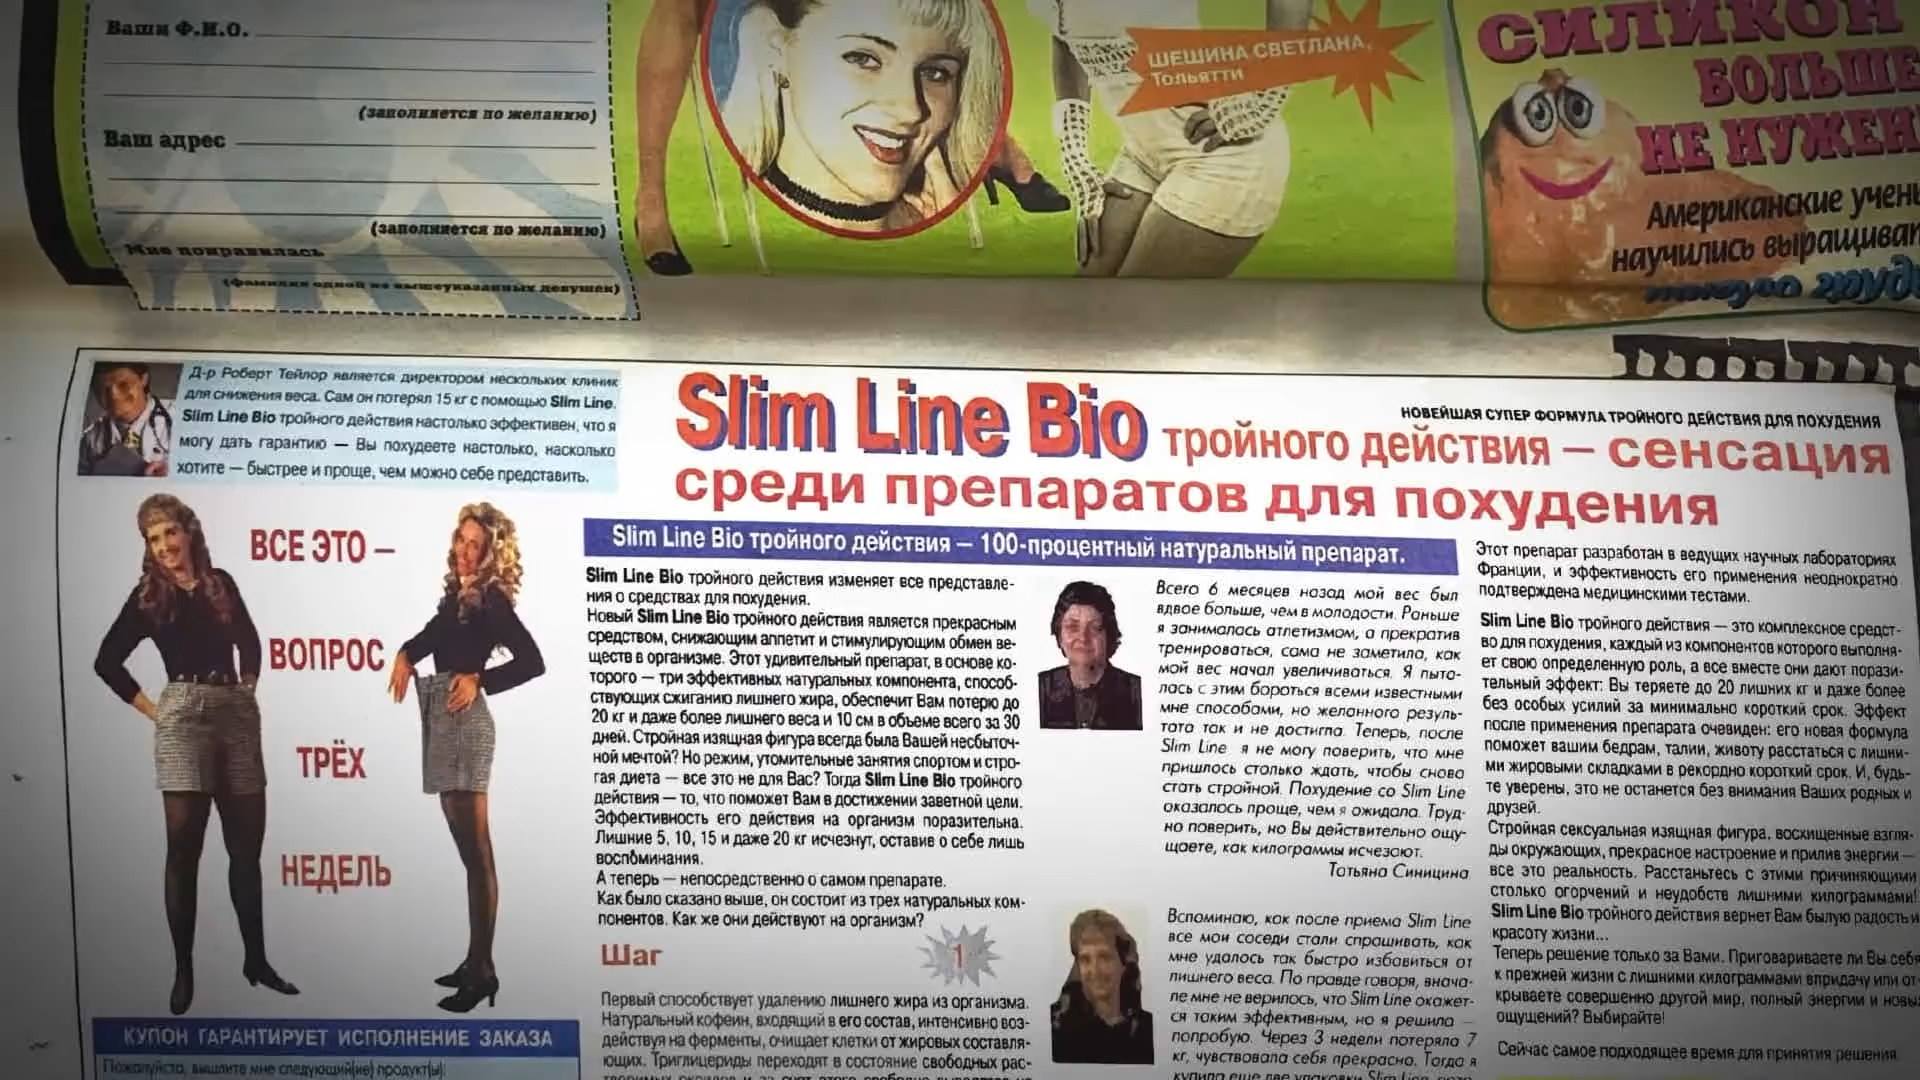 Ваши Ф.И.О.
(заполняется по желанию)
Ваш адрес
(заполняется по желанию)
Мне понравилась
(фамилия одной из вышеуказанных девушек)
ШЕШИНА СВЕТЛАНА,
Тольятти
СИЛИКОН
БОЛЬШЕ
НЕ НУЖЕН
Американские учен
научились выращиват
Д-р Роберт Тейлор является директором нескольких клиник
для снижения веса. Сам он потерял 15 кг с помощью Slim Line.
Slim Line Bio тройного действия настолько эффективен, что я
могу дать гарантию — Вы похудеете настолько, насколько
хотите — быстрее и проще, чем можно себе представить.
ВСЕ ЭТО –
ВОПРОС
ТРЁХ
НЕДЕЛЬ
КУПОН ГАРАНТИРУЕТ ИСПОЛНЕНИЕ ЗАКАЗА
Пожалуйста, вышлите мне следующий(ие) продукт(ы):
НОВЕЙШАЯ СУПЕР ФОРМУЛА ТРОЙНОГО ДЕЙСТВИЯ ДЛЯ ПОХУДЕНИЯ
Slim Line Bio тройного действия – сенсация
среди препаратов для похудения
Slim Line Bio тройного действия – 100-процентный натуральный препарат.
Slim Line Bio тройного действия изменяет все представле-
ния о средствах для похудения.
Новый Slim Line Bio тройного действия является прекрасным
средством, снижающим аппетит и стимулирующим обмен ве-
ществ в организме. Этот удивительный препарат, в основе ко-
торого — три эффективных натуральных компонента, способ-
ствующих сжиганию лишнего жира, обеспечит Вам потерю до
20 кг и даже более лишнего веса и 10 см в объеме всего за 30
дней. Стройная изящная фигура всегда была Вашей несбыточ-
ной мечтой? Но режим, утомительные занятия спортом и стро-
гая диета — все это не для Вас? Тогда Slim Line Bio тройного
действия — то, что поможет Вам в достижении заветной цели.
Эффективность его действия на организм поразительна.
Лишние 5, 10, 15 и даже 20 кг исчезнут, оставив о себе лишь
воспоминания.
А теперь — непосредственно о самом препарате.
Как было сказано выше, он состоит из трех натуральных ком-
понентов. Как же они действуют на организм?
Шаг 1
Первый способствует удалению лишнего жира из организма.
Натуральный кофеин, входящий в его состав, интенсивно воз-
действуя на ферменты, очищает клетки от жировых составля-
ющих. Триглицериды переходят в состояние свободных рас-
Всего 6 месяцев назад мой вес был
вдвое больше, чем в молодости. Раньше
я занималась атлетизмом, а прекратив
тренироваться, сама не заметила, как
мой вес начал увеличиваться. Я пыта-
лась с этим бороться всеми известными
мне способами, но желанного резуль-
тата так и не достигла. Теперь, после
Slim Line я не могу поверить, что мне
пришлось столько ждать, чтобы снова
стать стройной. Похудение со Slim Line
оказалось проще, чем я ожидала. Труд-
но поверить, но Вы действительно ощу-
щаете, как килограммы исчезают.
Татьяна Синицина
Вспоминаю, как после приема Slim Line
все мои соседи стали спрашивать, как
мне удалось так быстро избавиться от
лишнего веса. По правде говоря, внача-
ле мне не верилось, что Slim Line окажет-
ся таким эффективным, но я решила –
попробую. Через 3 недели потеряла 7
кг, чувствовала себя прекрасно. Тогда я
купила еще две упаковки Slim Line
Этот препарат разработан в ведущих научных лабораториях
Франции, и эффективность его применения неоднократно
подтверждена медицинскими тестами.
Slim Line Bio тройного действия — это комплексное средст-
во для похудения, каждый из компонентов которого выполня-
ет свою определенную роль, а все вместе они дают порази-
тельный эффект: Вы теряете до 20 лишних кг и даже более
без особых усилий за минимально короткий срок. Эффект
после применения препарата очевиден: его новая формула
поможет вашим бедрам, талии, животу расстаться с лишни-
ми жировыми складками в рекордно короткий срок. И, будь-
те уверены, это не останется без внимания Ваших родных и
друзей.
Стройная сексуальная изящная фигура, восхищенные взгля-
ды окружающих, прекрасное настроение и прилив энергии —
все это реальность. Расстаньтесь с этими причиняющими
столько огорчений и неудобств лишними килограммами!
Slim Line Bio тройного действия вернет Вам былую радость и
красоту жизни...
Теперь решение только за Вами. Приговариваете ли Вы себя
к прежней жизни с лишними килограммами впридачу или от-
крываете совершенно другой мир, полный энергии и новых
ощущений? Выбирайте!
Сейчас самое подходящее время для принятия решения.